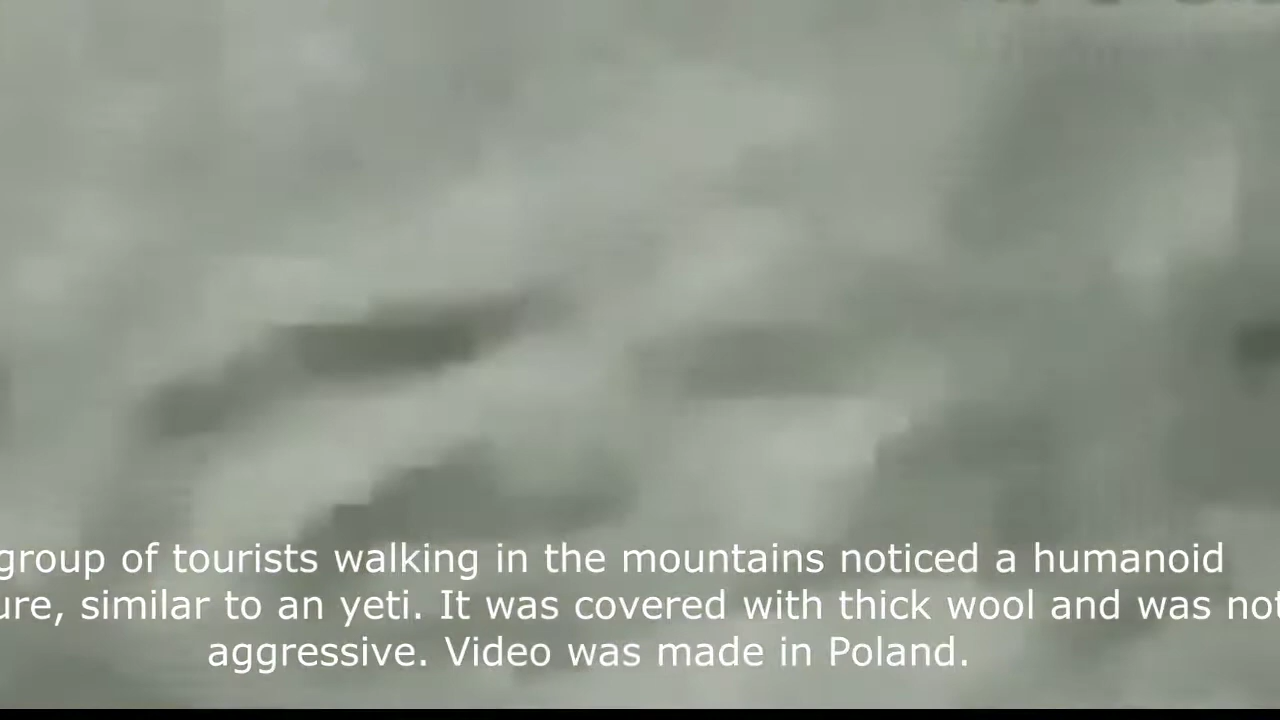 group of tourists walking in the mountains noticed a humanoid
ure, similar to an yeti. It was covered with thick wool and was not
aggressive. Video was made in Poland.